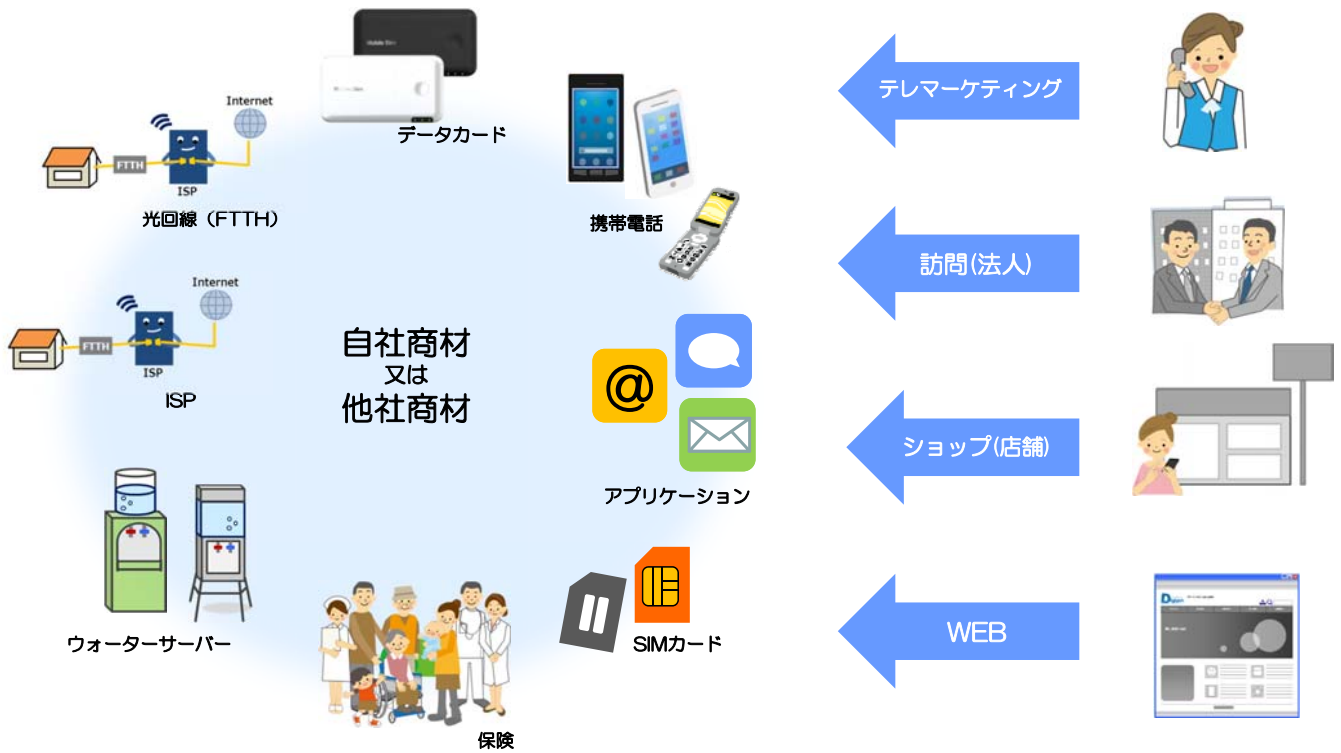 データカード
Internet
FTTH
ISP
光回線（FTTH）
携帯電話
Internet
FTTH
ISP
ISP
自社商材
又は
他社商材
@
アプリケーション
ウォーターサーバー
SIMカード
保険
テレマーケティング
訪問(法人)
ショップ(店舗)
WEB